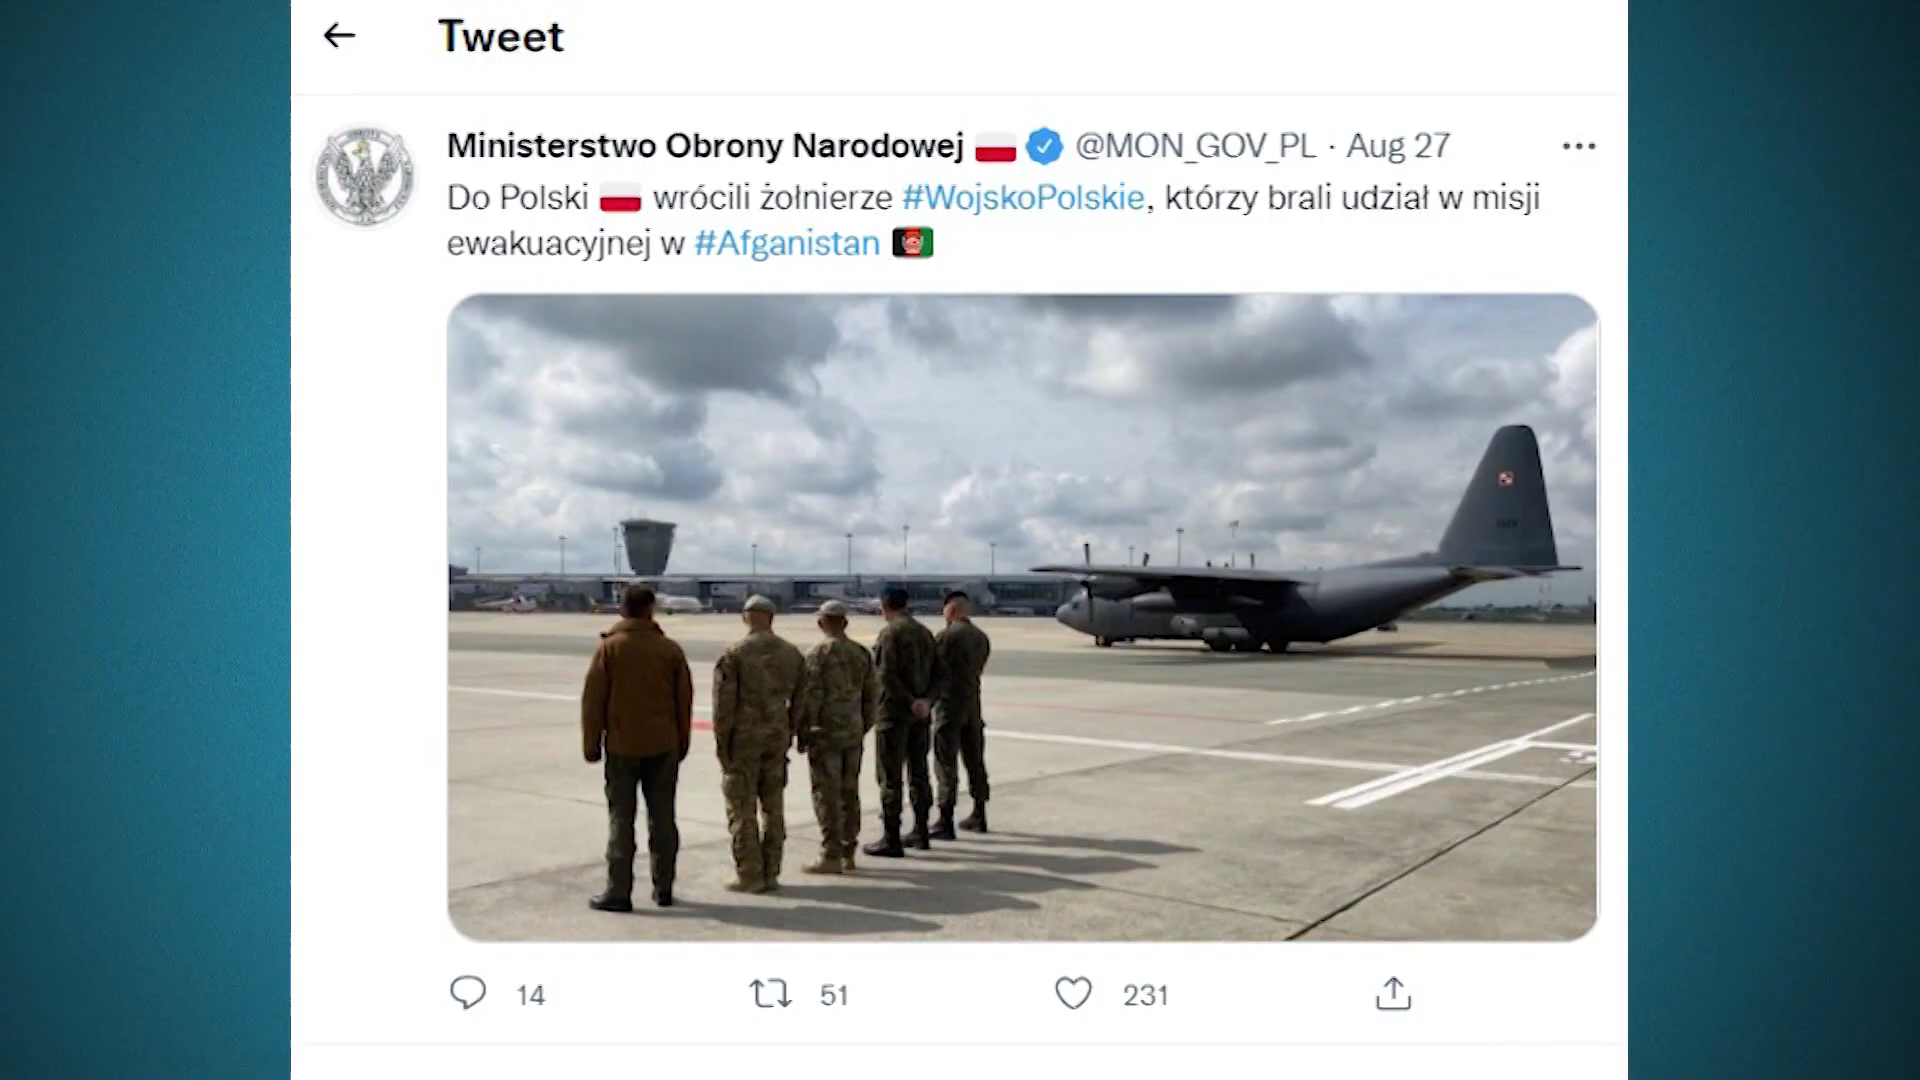 Tweet
Ministerstwo Obrony Narodowej 🇵🇱 @MON_GOV_PL · Aug 27
Do Polski 🇵🇱 wrócili żołnierze #WojskoPolskie, którzy brali udział w misji
ewakuacyjnej w #Afganistan 🇦🇫
14 51 231